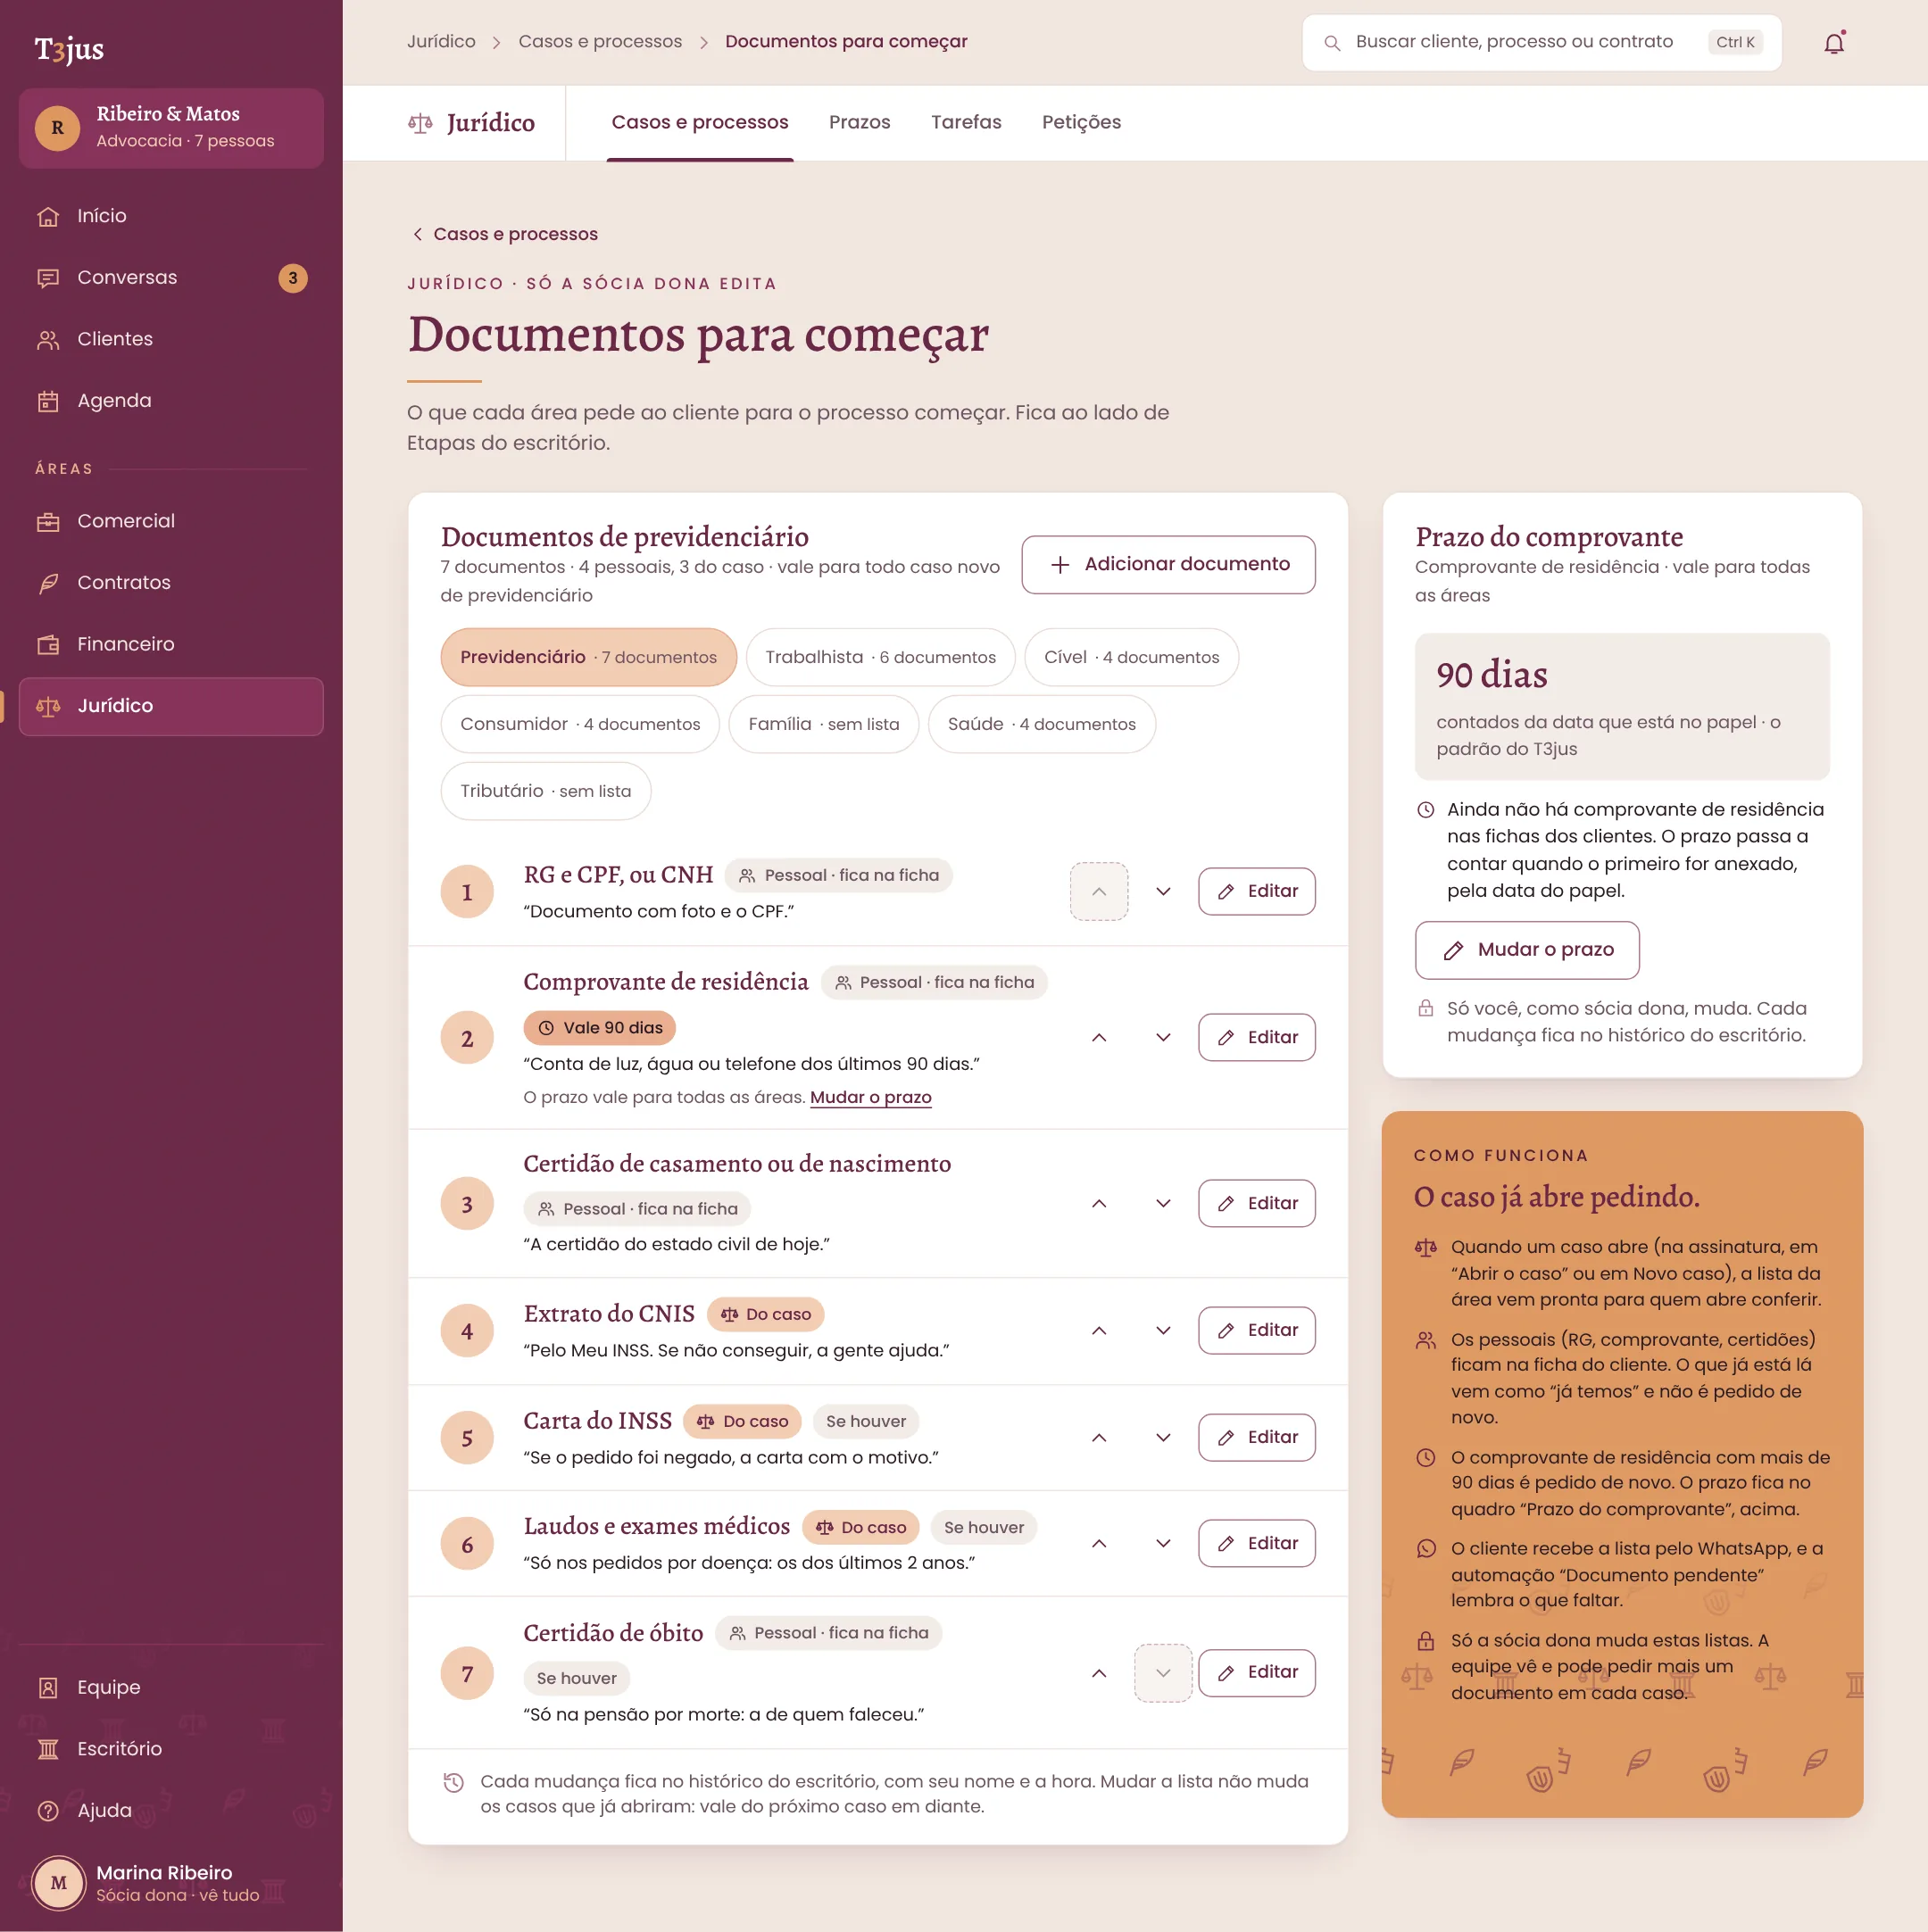 T3jus
R
Ribeiro & Matos
Advocacia · 7 pessoas
Início
Conversas
3
Clientes
Agenda
ÁREAS
Comercial
Contratos
Financeiro
Jurídico
Equipe
Escritório
Ajuda
M
Marina Ribeiro
Sócia dona · vê tudo
Jurídico
Casos e processos
Documentos para começar
Buscar cliente, processo ou contrato
Ctrl K
Jurídico
Casos e processos
Prazos
Tarefas
Petições
Casos e processos
JURÍDICO · SÓ A SÓCIA DONA EDITA
Documentos para começar
O que cada área pede ao cliente para o processo começar. Fica ao lado de
Etapas do escritório.
Documentos de previdenciário
7 documentos · 4 pessoais, 3 do caso · vale para todo caso novo
de previdenciário
Adicionar documento
Previdenciário · 7 documentos
Trabalhista · 6 documentos
Cível · 4 documentos
Consumidor · 4 documentos
Família · sem lista
Saúde · 4 documentos
Tributário · sem lista
1
RG e CPF, ou CNH
Pessoal · fica na ficha
“Documento com foto e o CPF.”
Editar
2
Comprovante de residência
Pessoal · fica na ficha
Vale 90 dias
“Conta de luz, água ou telefone dos últimos 90 dias.”
O prazo vale para todas as áreas. Mudar o prazo
Editar
3
Certidão de casamento ou de nascimento
Pessoal · fica na ficha
“A certidão do estado civil de hoje.”
Editar
4
Extrato do CNIS
Do caso
“Pelo Meu INSS. Se não conseguir, a gente ajuda.”
Editar
5
Carta do INSS
Do caso
Se houver
“Se o pedido foi negado, a carta com o motivo.”
Editar
6
Laudos e exames médicos
Do caso
Se houver
“Só nos pedidos por doença: os dos últimos 2 anos.”
Editar
7
Certidão de óbito
Pessoal · fica na ficha
Se houver
“Só na pensão por morte: a de quem faleceu.”
Editar
Cada mudança fica no histórico do escritório, com seu nome e a hora. Mudar a lista não muda
os casos que já abriram: vale do próximo caso em diante.
Prazo do comprovante
Comprovante de residência · vale para todas
as áreas
90 dias
contados da data que está no papel · o
padrão do T3jus
Ainda não há comprovante de residência
nas fichas dos clientes. O prazo passa a
contar quando o primeiro for anexado,
pela data do papel.
Mudar o prazo
Só você, como sócia dona, muda. Cada
mudança fica no histórico do escritório.
COMO FUNCIONA
O caso já abre pedindo.
Quando um caso abre (na assinatura, em
“Abrir o caso” ou em Novo caso), a lista da
área vem pronta para quem abre conferir.
Os pessoais (RG, comprovante, certidões)
ficam na ficha do cliente. O que já está lá
vem como “já temos” e não é pedido de
novo.
O comprovante de residência com mais de
90 dias é pedido de novo. O prazo fica no
quadro “Prazo do comprovante”, acima.
O cliente recebe a lista pelo WhatsApp, e a
automação “Documento pendente”
lembra o que faltar.
Só a sócia dona muda estas listas. A
equipe vê e pode pedir mais um
documento em cada caso.